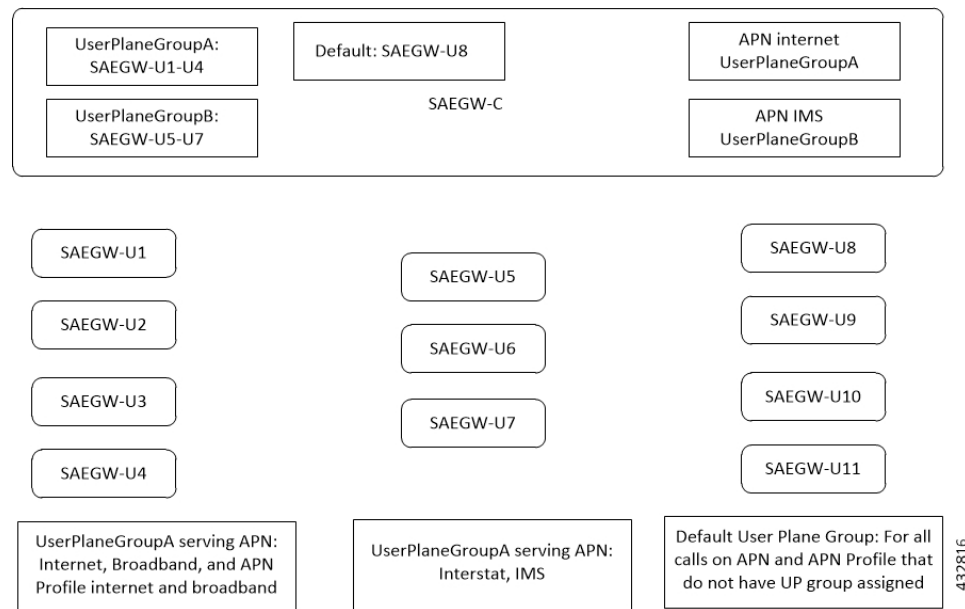 UserPlaneGroupA:
SAEGW-U1-U4
Default: SAEGW-U8
APN internet
UserPlaneGroupA
UserPlaneGroupB:
SAEGW-U5-U7
SAEGW-C
APN IMS
UserPlaneGroupB
SAEGW-U1
SAEGW-U2
SAEGW-U3
SAEGW-U4
SAEGW-U5
SAEGW-U6
SAEGW-U7
SAEGW-U8
SAEGW-U9
SAEGW-U10
SAEGW-U11
UserPlaneGroupA serving APN:
Internet, Broadband, and APN
Profile internet and broadband
UserPlaneGroupA serving APN:
Interstat, IMS
Default User Plane Group: For all
calls on APN and APN Profile that
do not have UP group assigned
432816